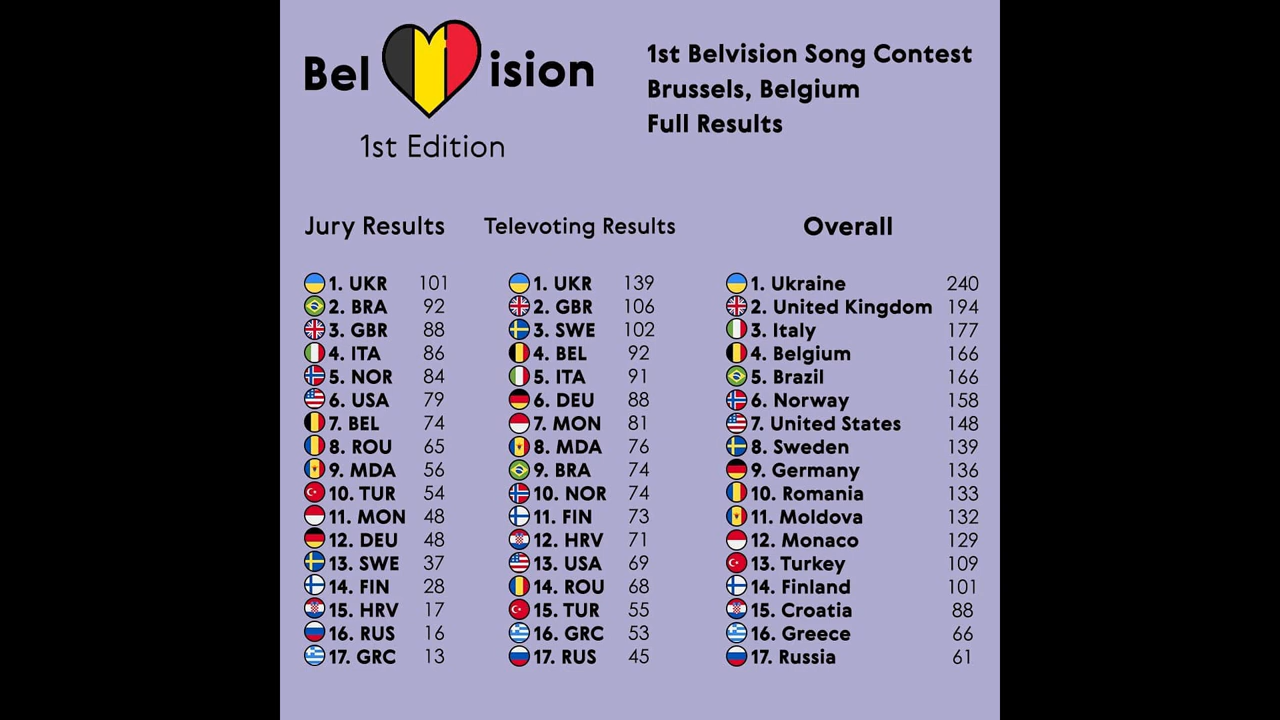 Bel ision
1st Edition
1st Belvision Song Contest
Brussels, Belgium
Full Results
Jury Results
1. UKR 101
2. BRA 92
3. GBR 88
4. ITA 86
5. NOR 84
6. USA 79
7. BEL 74
8. ROU 65
9. MDA 56
10. TUR 54
11. MON 48
12. DEU 48
13. SWE 37
14. FIN 28
15. HRV 17
16. RUS 16
17. GRC 13
Televoting Results
1. UKR 139
2. GBR 106
3. SWE 102
4. BEL 92
5. ITA 91
6. DEU 88
7. MON 81
8. MDA 76
9. BRA 74
10. NOR 74
11. FIN 73
12. HRV 71
13. USA 69
14. ROU 68
15. TUR 55
16. GRC 53
17. RUS 45
Overall
1. Ukraine 240
2. United Kingdom 194
3. Italy 177
4. Belgium 166
5. Brazil 166
6. Norway 158
7. United States 148
8. Sweden 139
9. Germany 136
10. Romania 133
11. Moldova 132
12. Monaco 129
13. Turkey 109
14. Finland 101
15. Croatia 88
16. Greece 66
17. Russia 61